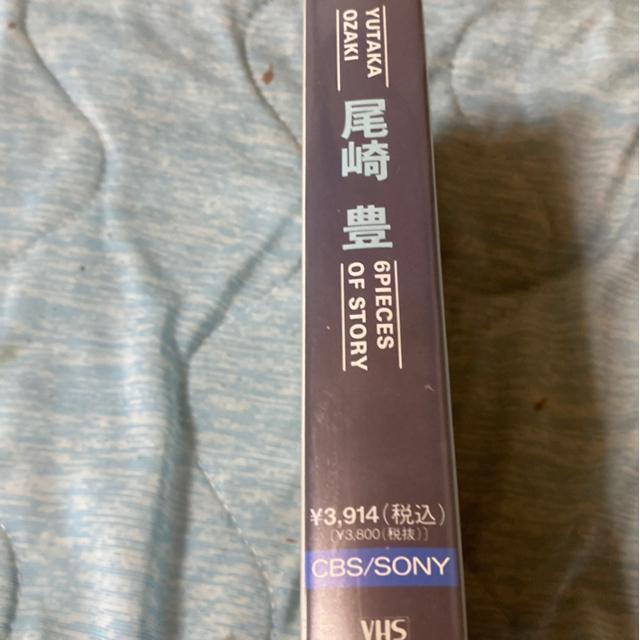 YUTAKA
OZAKI
尾崎 豊
6PIECES
OF STORY
¥3,914(税込)
[¥3,800(税抜)]
CBS/SONY
VHS